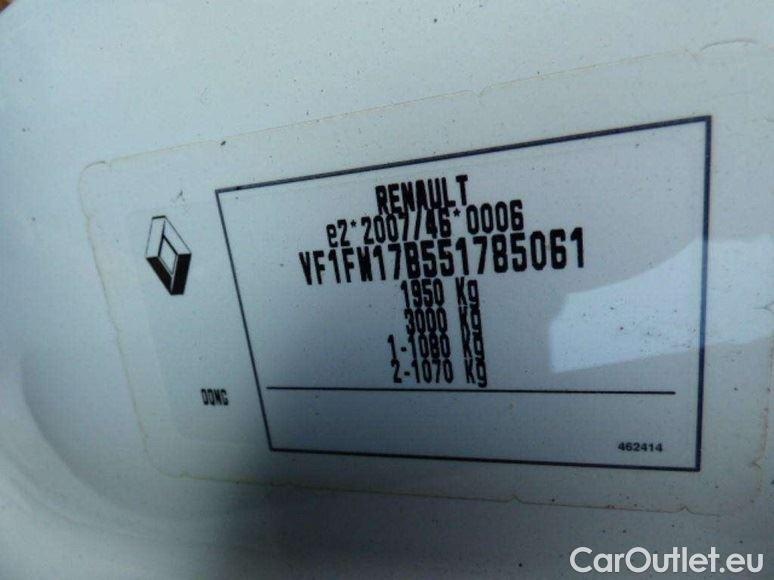 RENAULT
e2*2007/46*0006
VF1FW17B551785061
1950 Kg
3000 Kg
1-1080 Kg
2-1070 Kg
DQMG
462414
CarOutlet.eu